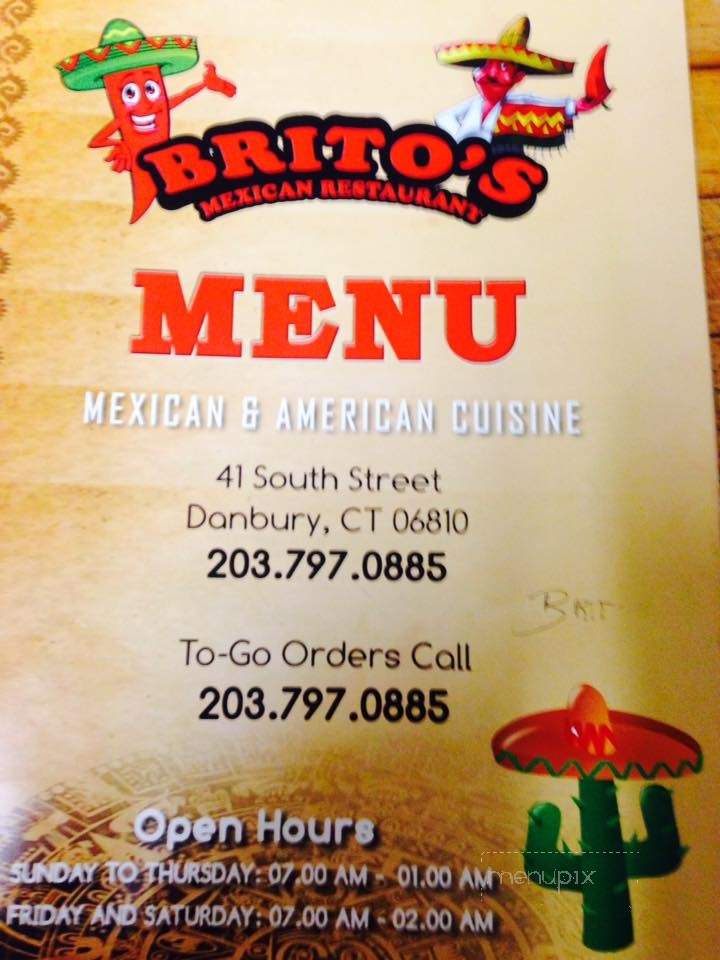 BRITO'S
MEXICAN RESTAURANT
MENU
MEXICAN & AMERICAN CUISINE
41 South Street
Danbury, CT 06810
203.797.0885
To-Go Orders Call
203.797.0885
Open Hours
SUNDAY TO THURSDAY: 07.00 AM - 01.00 AM
FRIDAY AND SATURDAY: 07.00 AM - 02.00 AM
menupix